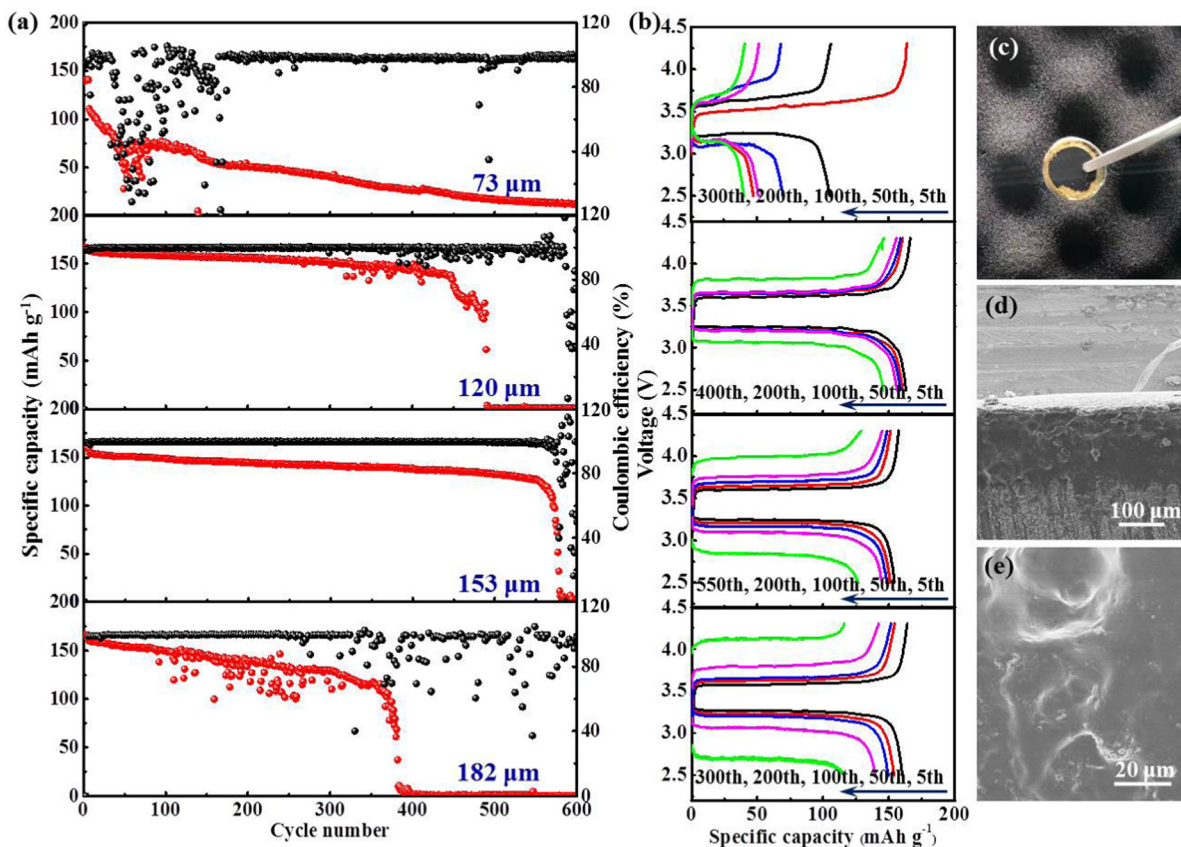 (a)
200
150
100
50
200
150
100
50
200
150
100
50
200
150
100
50
0
Specific capacity (mAh g⁻¹)
73 μm
120 μm
153 μm
182 μm
120
80
40
120
80
40
120
80
40
120
80
40
0
Coulombic efficiency (%)
0 100 200 300 400 500 600
Cycle number
(b)
4.5
4.0
3.5
3.0
2.5
4.5
4.0
3.5
3.0
2.5
4.5
4.0
3.5
3.0
2.5
4.5
4.0
3.5
3.0
2.5
Voltage (V)
300th, 200th, 100th, 50th, 5th
400th, 200th, 100th, 50th, 5th
550th, 200th, 100th, 50th, 5th
300th, 200th, 100th, 50th, 5th
0 50 100 150 200
Specific capacity (mAh g⁻¹)
(c)
(d)
100 μm
(e)
20 μm